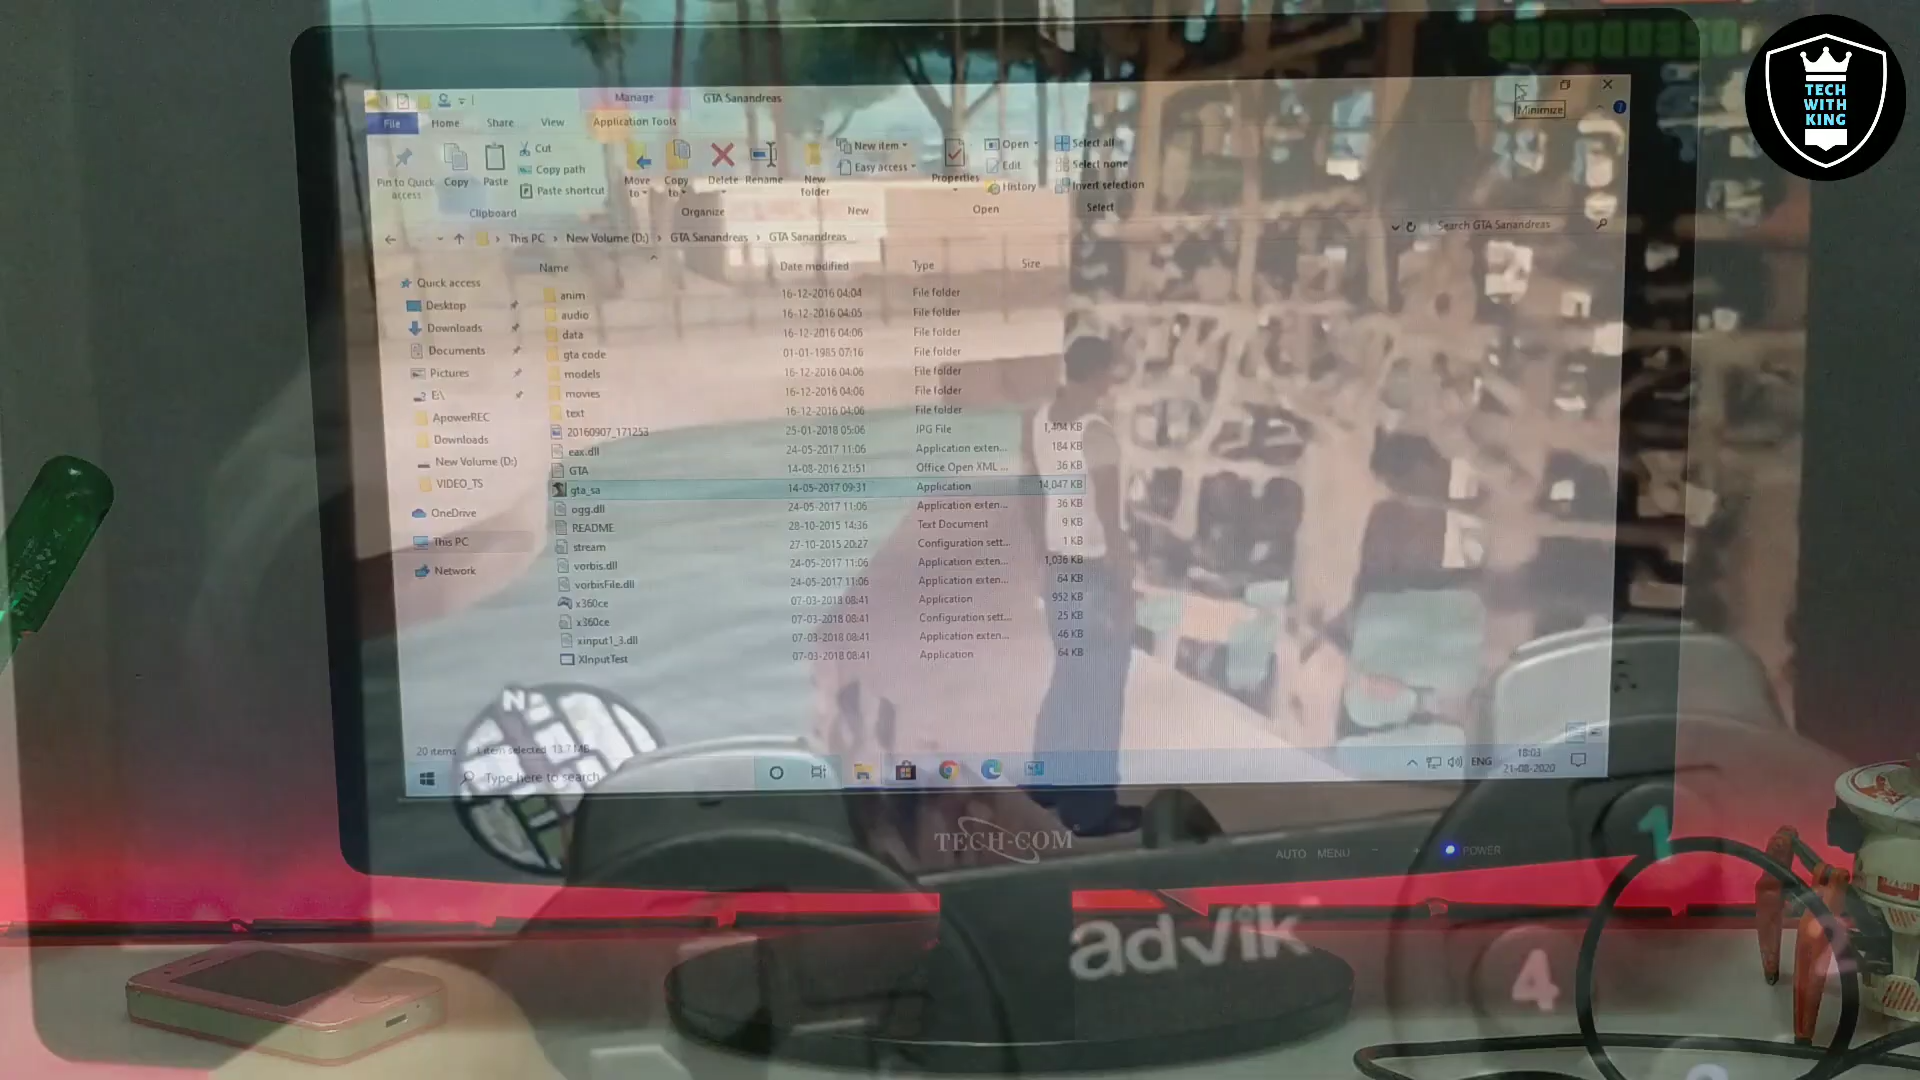 TECH
WITH
KING
Manage
GTA Sanandreas
Minimize
File
Home
Share
View
Application Tools
Pin to Quick access
Copy
Paste
Cut
Copy path
Paste shortcut
Move to
Copy to
Delete
Rename
New folder
New item
Easy access
Properties
Open
Edit
History
Select all
Select none
Invert selection
Clipboard
Organize
New
Open
Select
This PC > New Volume (D:) > GTA Sanandreas > GTA Sanandreas
Search GTA Sanandreas
Name Date modified Type Size
Quick access
Desktop
Downloads
Documents
Pictures
E:\
ApowerREC
Downloads
New Volume (D:)
VIDEO_TS
OneDrive
This PC
Network
anim 16-12-2016 04:04 File folder
audio 16-12-2016 04:05 File folder
data 16-12-2016 04:06 File folder
gta code 01-01-1985 07:16 File folder
models 16-12-2016 04:06 File folder
movies 16-12-2016 04:06 File folder
text 16-12-2016 04:06 File folder
20160907_171253 25-01-2018 05:06 JPG File 1,404 KB
eax.dll 24-05-2017 11:06 Application exten... 184 KB
GTA 14-08-2016 21:51 Office Open XML ... 36 KB
gta_sa 14-05-2017 09:31 Application 14,047 KB
ogg.dll 24-05-2017 11:06 Application exten... 36 KB
README 28-10-2015 14:36 Text Document 9 KB
stream 27-10-2015 20:27 Configuration sett... 1 KB
vorbis.dll 24-05-2017 11:06 Application exten... 1,036 KB
vorbisFile.dll 24-05-2017 11:06 Application exten... 64 KB
x360ce 07-03-2018 08:41 Application 952 KB
x360ce 07-03-2018 08:41 Configuration sett... 25 KB
xinput1_3.dll 07-03-2018 08:41 Application exten... 46 KB
XInputTest 07-03-2018 08:41 Application 64 KB
N
20 items 1 item selected 13.7 MB
Type here to search
ENG
18:03
21-08-2020
TECH-COM
AUTO MENU - + POWER
advik
1
2
4